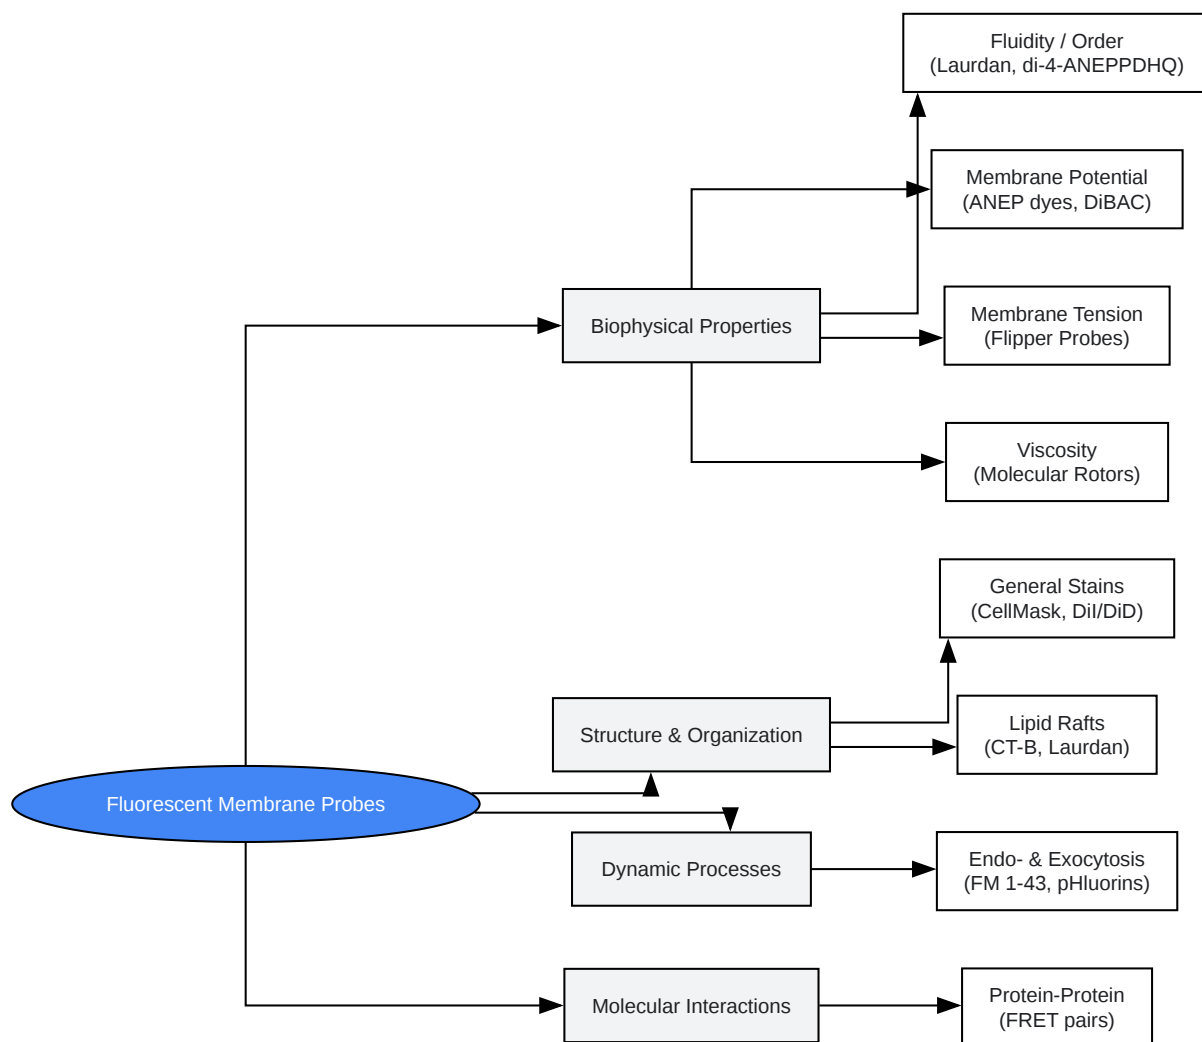 Fluidity / Order
(Laurdan, di-4-ANEPPDHQ)
Membrane Potential
(ANEP dyes, DiBAC)
Biophysical Properties
Membrane Tension
(Flipper Probes)
Viscosity
(Molecular Rotors)
General Stains
(CellMask, DiI/DiD)
Structure & Organization
Lipid Rafts
(CT-B, Laurdan)
Fluorescent Membrane Probes
Dynamic Processes
Endo- & Exocytosis
(FM 1-43, pHluorins)
Molecular Interactions
Protein-Protein
(FRET pairs)